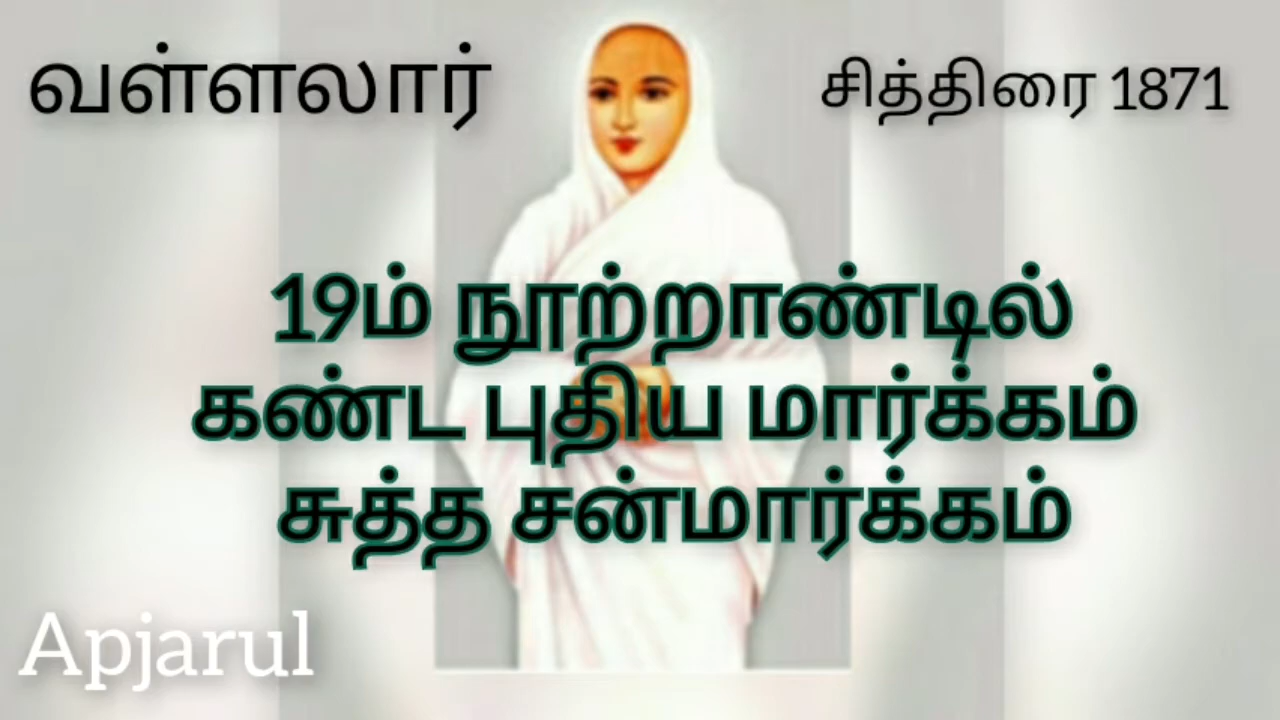 வள்ளலார்
சித்திரை 1871
19ம் நூற்றாண்டில்
கண்ட புதிய மார்க்கம்
சுத்த சன்மார்க்கம்
Apjarul